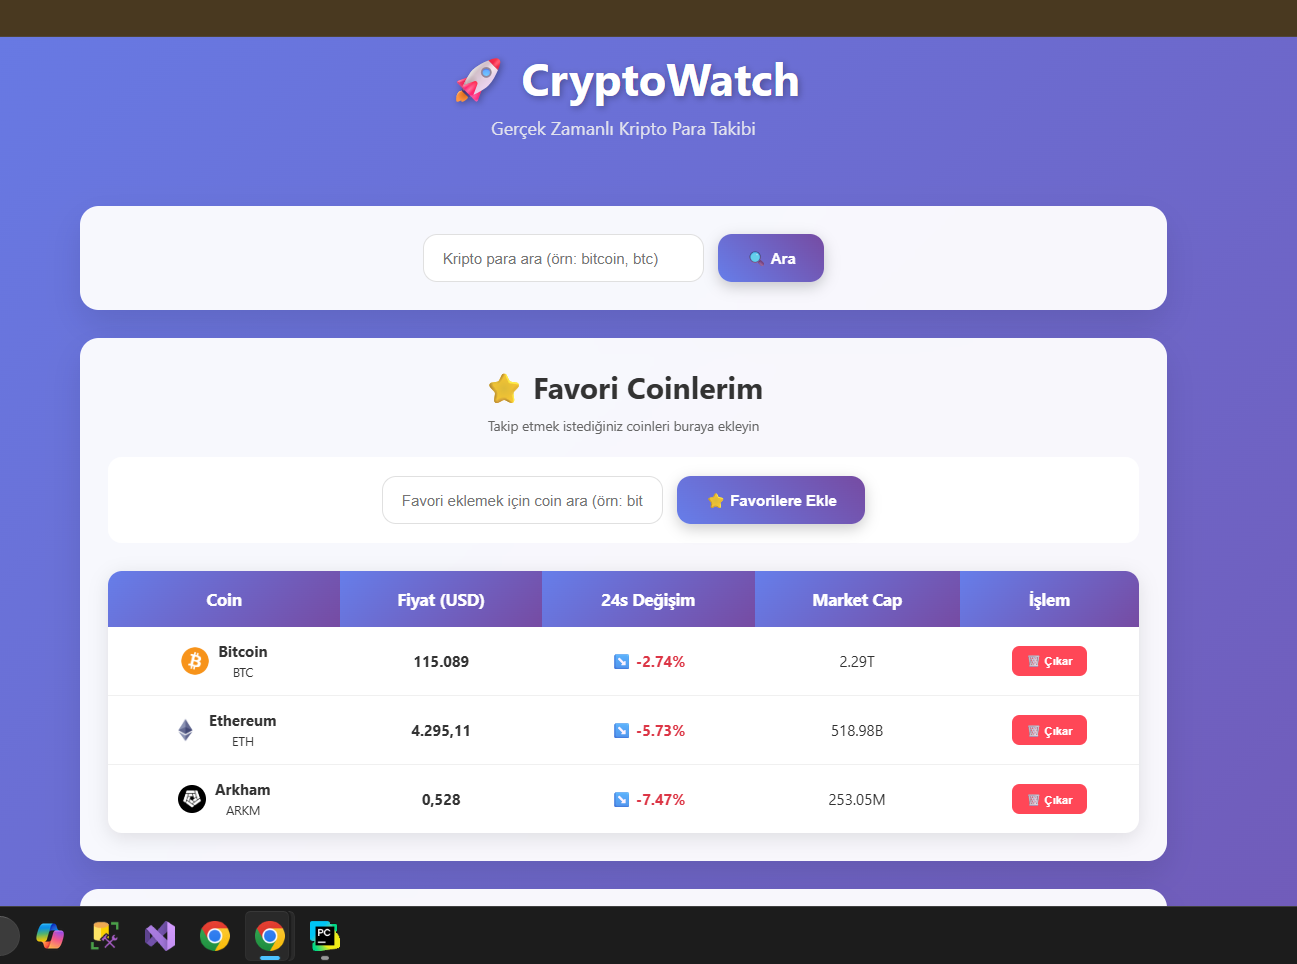 CryptoWatch
Gerçek Zamanlı Kripto Para Takibi
Kripto para ara (örn: bitcoin, btc)
Ara
Favori Coinlerim
Takip etmek istediğiniz coinleri buraya ekleyin
Favori eklemek için coin ara (örn: bit
Favorilere Ekle
Coin Fiyat (USD) 24s Değişim Market Cap İşlem
Bitcoin
BTC
115.089 -2.74% 2.29T Çıkar
Ethereum
ETH
4.295,11 -5.73% 518.98B Çıkar
Arkham
ARKM
0,528 -7.47% 253.05M Çıkar
PC